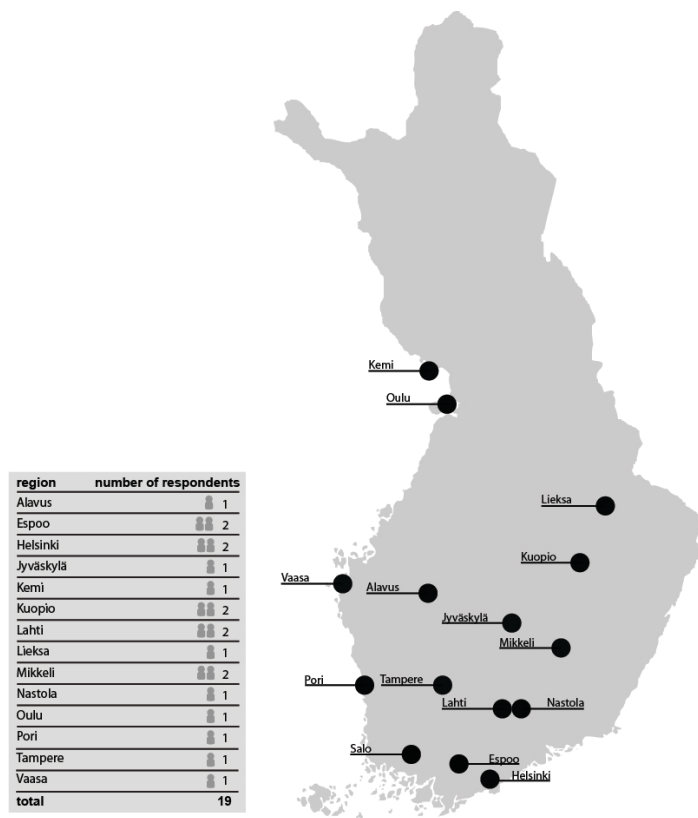 Kemi
Oulu
Lieksa
Kuopio
Vaasa
Alavus
Jyväskylä
Mikkeli
Pori
Tampere
Lahti
Nastola
Salo
Espoo
Helsinki
region number of respondents
Alavus 1
Espoo 2
Helsinki 2
Jyväskylä 1
Kemi 1
Kuopio 2
Lahti 2
Lieksa 1
Mikkeli 2
Nastola 1
Oulu 1
Pori 1
Tampere 1
Vaasa 1
total 19